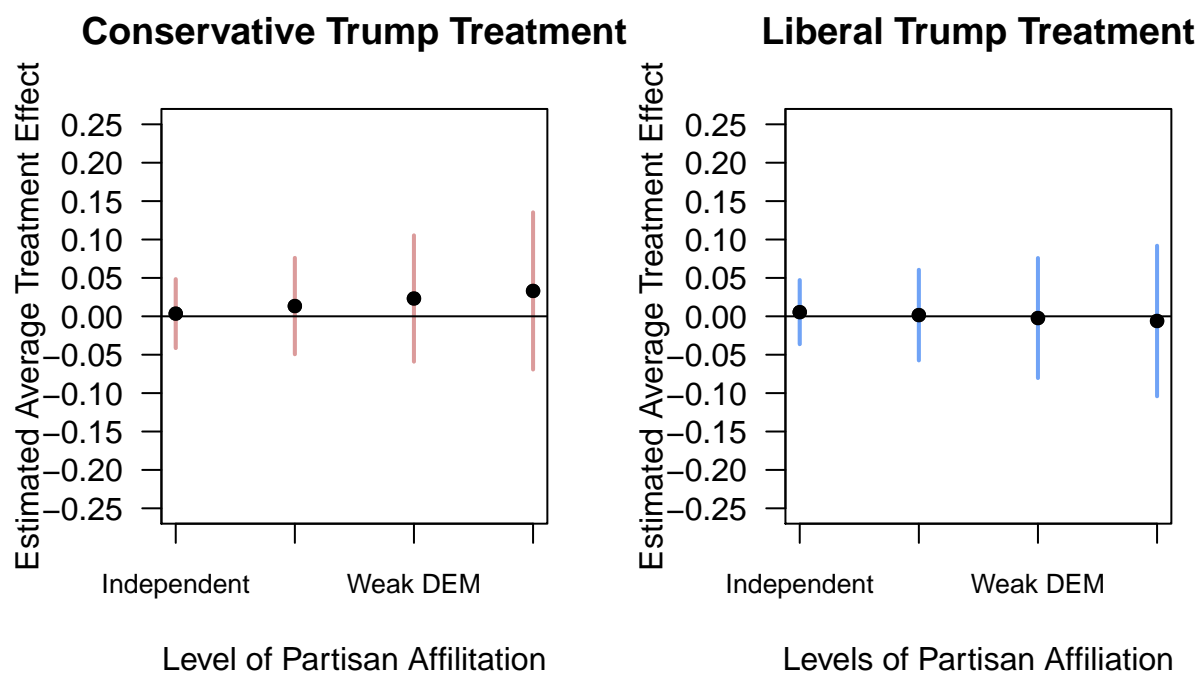 Conservative Trump Treatment
Estimated Average Treatment Effect
0.25
0.20
0.15
0.10
0.05
0.00
−0.05
−0.10
−0.15
−0.20
−0.25
Independent
Weak DEM
Level of Partisan Affilitation
Liberal Trump Treatment
Estimated Average Treatment Effect
0.25
0.20
0.15
0.10
0.05
0.00
−0.05
−0.10
−0.15
−0.20
−0.25
Independent
Weak DEM
Levels of Partisan Affiliation